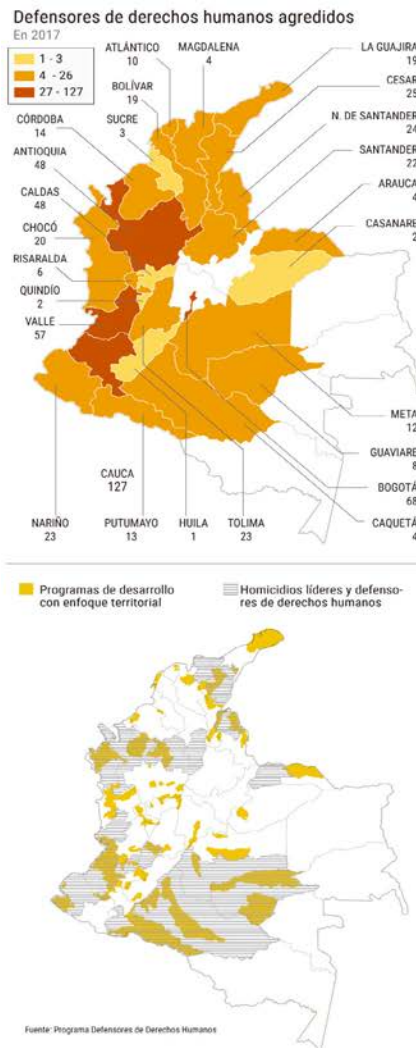 Defensores de derechos humanos agredidos
En 2017
1 - 3
4 - 26
27 - 127
ATLÁNTICO
10
MAGDALENA
4
LA GUAJIRA
19
BOLÍVAR
19
CESAR
25
SUCRE
3
N. DE SANTANDER
24
CÓRDOBA
14
SANTANDER
22
ANTIOQUIA
48
ARAUCA
4
CALDAS
48
CASANARE
2
CHOCÓ
20
RISARALDA
6
QUINDÍO
2
VALLE
57
META
12
GUAVIARE
8
CAUCA
127
BOGOTÁ
68
NARIÑO
23
PUTUMAYO
13
HUILA
1
TOLIMA
23
CAQUETÁ
4
Programas de desarrollo
con enfoque territorial
Homicidios líderes y defenso-
res de derechos humanos
Fuente: Programa Defensores de Derechos Humanos